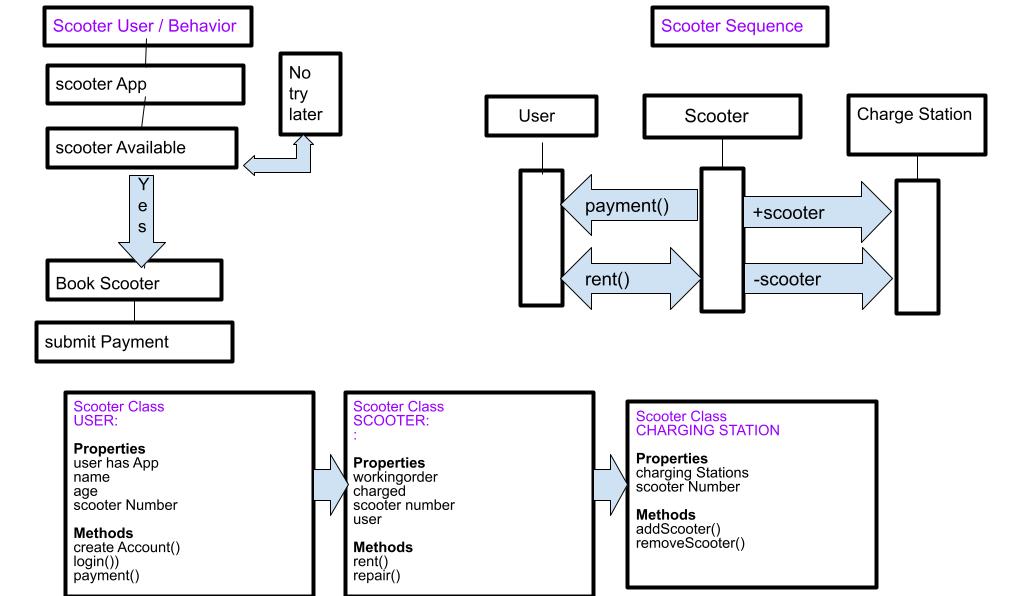 Scooter User / Behavior
scooter App
scooter Available
No
try
later
Y
e
s
Book Scooter
submit Payment
Scooter Sequence
User
Scooter
Charge Station
payment()
+scooter
rent()
-scooter
Scooter Class
USER:
Properties
user has App
name
age
scooter Number
Methods
create Account()
login())
payment()
Scooter Class
SCOOTER:
:
Properties
workingorder
charged
scooter number
user
Methods
rent()
repair()
Scooter Class
CHARGING STATION
Properties
charging Stations
scooter Number
Methods
addScooter()
removeScooter()